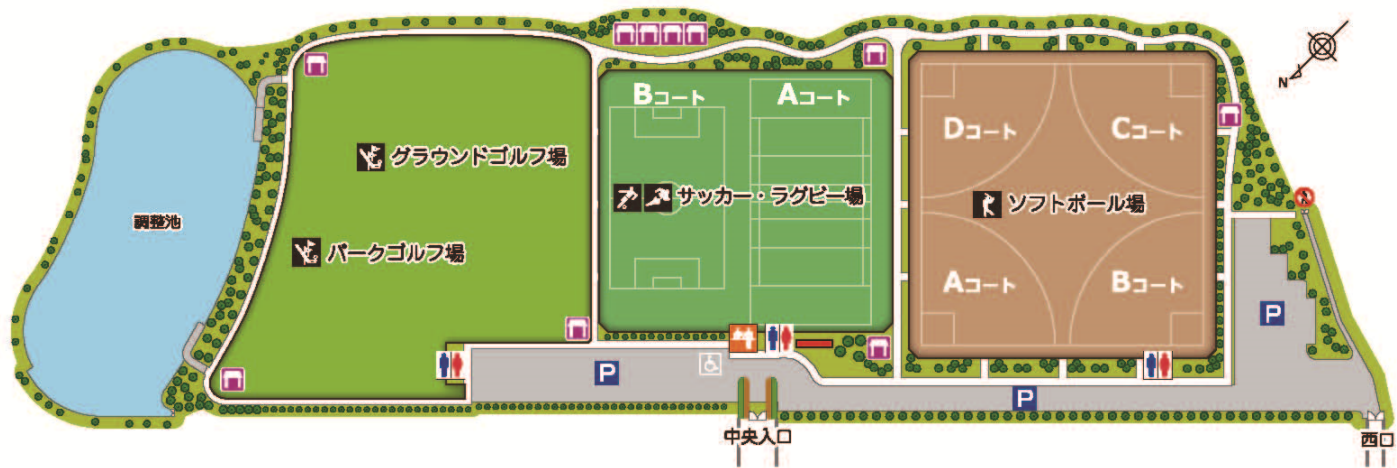 N
Bコート
Aコート
Dコート
Cコート
グラウンドゴルフ場
サッカー・ラグビー場
ソフトボール場
調整池
パークゴルフ場
Aコート
Bコート
P
P
P
中央入口
西口